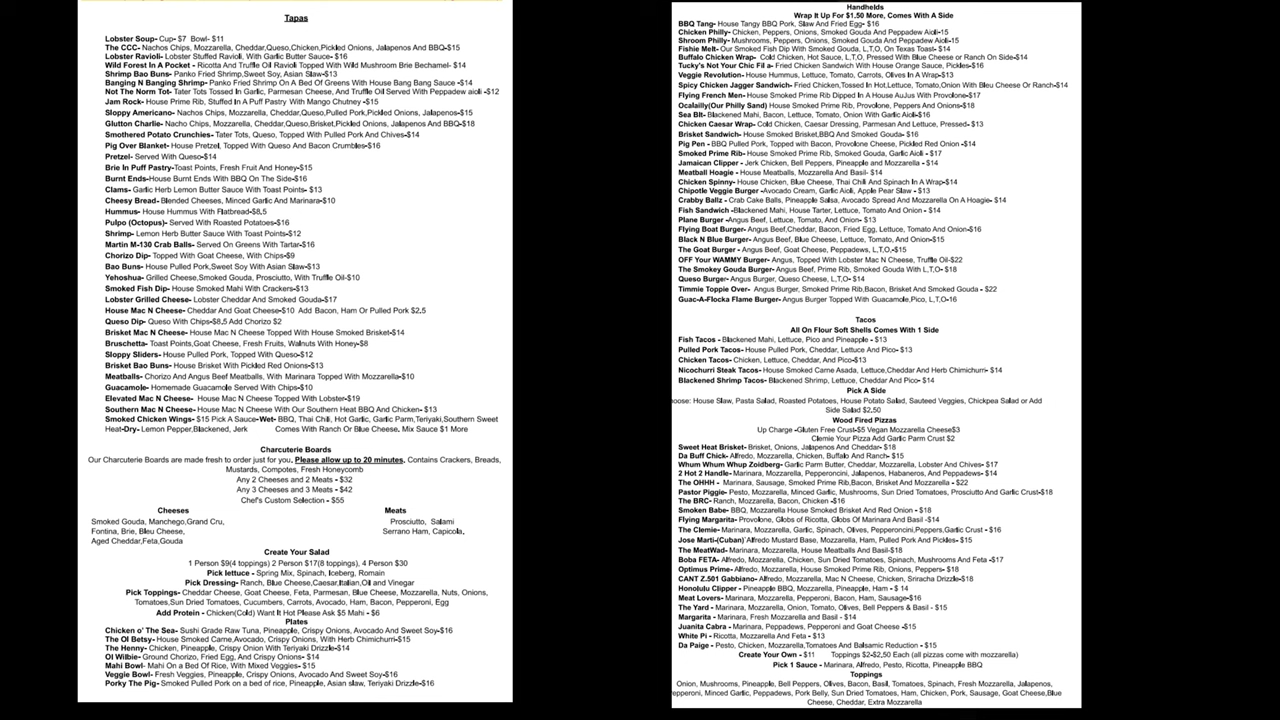 Tapas
Lobster Soup- Cup- $7 Bowl- $11
The CCC- Nachos Chips, Mozzarella, Cheddar,Queso,Chicken,Pickled Onions, Jalapenos And BBQ-$15
Lobster Ravioli- Lobster Stuffed Ravioli, With Garlic Butter Sauce- $16
Wild Forest In A Pocket - Ricotta And Truffle Oil Ravioli Topped With Wild Mushroom Brie Bechamel- $14
Shrimp Bao Buns- Panko Fried Shrimp,Sweet Soy, Asian Slaw-$13
Banging N Banging Shrimp- Panko Fried Shrimp On A Bed Of Greens With House Bang Bang Sauce -$14
Not The Norm Tot- Tater Tots Tossed In Garlic, Parmesan Cheese, And Truffle Oil Served With Peppadew aioli -$12
Jam Rock- House Prime Rib, Stuffed In A Puff Pastry With Mango Chutney -$15
Sloppy Americano- Nachos Chips, Mozzarella, Cheddar,Queso,Pulled Pork,Pickled Onions, Jalapenos-$15
Glutton Charlie- Nacho Chips, Mozzarella, Cheddar,Queso,Brisket,Pickled Onions, Jalapenos And BBQ-$18
Smothered Potato Crunchies- Tater Tots, Queso, Topped With Pulled Pork And Chives-$14
Pig Over Blanket- House Pretzel, Topped With Queso And Bacon Crumbles-$16
Pretzel- Served With Queso-$14
Brie In Puff Pastry-Toast Points, Fresh Fruit And Honey-$15
Burnt Ends-House Burnt Ends With BBQ On The Side-$16
Clams- Garlic Herb Lemon Butter Sauce With Toast Points- $13
Cheesy Bread- Blended Cheeses, Minced Garlic And Marinara-$10
Hummus- House Hummus With Flatbread-$8.5
Pulpo (Octopus)- Served With Roasted Potatoes-$16
Shrimp- Lemon Herb Butter Sauce With Toast Points-$12
Martin M-130 Crab Balls- Served On Greens With Tartar-$16
Chorizo Dip- Topped With Goat Cheese, With Chips-$9
Bao Buns- House Pulled Pork,Sweet Soy With Asian Slaw-$13
Yehoshua- Grilled Cheese,Smoked Gouda, Prosciutto, With Truffle Oil-$10
Smoked Fish Dip- House Smoked Mahi With Crackers-$13
Lobster Grilled Cheese- Lobster Cheddar And Smoked Gouda-$17
House Mac N Cheese- Cheddar And Goat Cheese-$10 Add Bacon, Ham Or Pulled Pork $2.5
Queso Dip- Queso With Chips-$8.5 Add Chorizo $2
Brisket Mac N Cheese- House Mac N Cheese Topped With House Smoked Brisket-$14
Bruschetta- Toast Points,Goat Cheese, Fresh Fruits, Walnuts With Honey-$8
Sloppy Sliders- House Pulled Pork, Topped With Queso-$12
Brisket Bao Buns- House Brisket With Pickled Red Onions-$13
Meatballs- Chorizo And Angus Beef Meatballs, With Marinara Topped With Mozzarella-$10
Guacamole- Homemade Guacamole Served With Chips-$10
Elevated Mac N Cheese- House Mac N Cheese Topped With Lobster-$19
Southern Mac N Cheese- House Mac N Cheese With Our Southern Heat BBQ And Chicken- $13
Smoked Chicken Wings- $15 Pick A Sauce-Wet- BBQ, Thai Chili, Hot Garlic, Garlic Parm,Teriyaki,Southern Sweet
Heat-Dry- Lemon Pepper,Blackened, Jerk Comes With Ranch Or Blue Cheese. Mix Sauce $1 More
Charcuterie Boards
Our Charcuterie Boards are made fresh to order just for you. Please allow up to 20 minutes. Contains Crackers, Breads,
Mustards, Compotes, Fresh Honeycomb
Any 2 Cheeses and 2 Meats - $32
Any 3 Cheeses and 3 Meats - $42
Chef's Custom Selection - $55
Cheeses
Smoked Gouda, Manchego,Grand Cru,
Fontina, Brie, Bleu Cheese,
Aged Cheddar,Feta,Gouda
Meats
Prosciutto, Salami
Serrano Ham, Capicola,
Create Your Salad
1 Person $9(4 toppings) 2 Person $17(8 toppings), 4 Person $30
Pick lettuce - Spring Mix, Spinach, Iceberg, Romain
Pick Dressing- Ranch, Blue Cheese,Caesar,Italian,Oil and Vinegar
Pick Toppings- Cheddar Cheese, Goat Cheese, Feta, Parmesan, Blue Cheese, Mozzarella, Nuts, Onions,
Tomatoes,Sun Dried Tomatoes, Cucumbers, Carrots, Avocado, Ham, Bacon, Pepperoni, Egg
Add Protein - Chicken(Cold) Want It Hot Please Ask $5 Mahi - $6
Plates
Chicken o' The Sea- Sushi Grade Raw Tuna, Pineapple, Crispy Onions, Avocado And Sweet Soy-$16
The Ol Betsy- House Smoked Carne,Avocado, Crispy Onions, With Herb Chimichurri-$15
The Henny- Chicken, Crispy Onion With Teriyaki Drizzle-$14
Ol Wilbie- Ground Chorizo, Fried Egg, And Crispy Onions- $14
Mahi Bowl- Mahi On A Bed Of Rice, With Mixed Veggies- $15
Veggie Bowl- Fresh Veggies, Pineapple, Crispy Onions, Avocado And Sweet Soy-$16
Porky The Pig- Smoked Pulled Pork on a bed of rice, Pineapple, Asian slaw, Teriyaki Drizzle-$16
Handhelds
Wrap It Up For $1.50 More, Comes With A Side
BBQ Tang- House Tangy BBQ Pork, Slaw And Fried Egg- $16
Chicken Philly- Chicken, Peppers, Onions, Smoked Gouda And Peppadew Aioli-15
Shroom Philly- Mushrooms, Peppers, Onions, Smoked Gouda And Peppadew Aioli-15
Fishie Melt- Our Smoked Fish Dip With Smoked Gouda, L,T,O, On Texas Toast- $14
Buffalo Chicken Wrap- Cold Chicken, Hot Sauce, L,T,O, Pressed With Blue Cheese or Ranch On Side-$14
Tucky's Not Your Chic Fil a- Fried Chicken Sandwich With House Orange Sauce, Pickles-$16
Veggie Revolution- House Hummus, Lettuce, Tomato, Carrots, Olives In A Wrap-$13
Spicy Chicken Jagger Sandwich- Fried Chicken,Tossed In Hot,Lettuce, Tomato,Onion With Bleu Cheese Or Ranch-$14
Flying French Men- House Smoked Prime Rib Dipped In A House AuJus With Provolone-$17
Ocalailly(Our Philly Sand) House Smoked Prime Rib, Provolone, Peppers And Onions-$18
Sea Blt- Blackened Mahi, Bacon, Lettuce, Tomato, Onion With Garlic Aioli-$16
Chicken Caesar Wrap- Cold Chicken, Caesar Dressing, Parmesan And Lettuce, Pressed- $13
Brisket Sandwich- House Smoked Brisket,BBQ And Smoked Gouda- $16
Pig Pen - BBQ Pulled Pork, Topped with Bacon, Provolone Cheese, Pickled Red Onion -$14
Smoked Prime Rib- House Smoked Prime Rib, Smoked Gouda, Garlic Aioli - $17
Jamaican Clipper - Jerk Chicken, Bell Peppers, Pineapple and Mozzarella - $14
Meatball Hoagie - House Meatballs, Mozzarella And Basil- $14
Chicken Spinny- House Chicken, Blue Cheese, Thai Chili And Spinach In A Wrap-$14
Chipotle Veggie Burger -Avocado Cream, Garlic Aioli, Apple Pear Slaw - $13
Crabby Ballz - Crab Cake Balls, Pineapple Salsa, Avocado Spread And Mozzarella On A Hoagie- $14
Fish Sandwich -Blackened Mahi, House Tarter, Lettuce, Tomato And Onion - $14
Plane Burger -Angus Beef, Lettuce, Tomato, And Onion- $13
Flying Boat Burger- Angus Beef,Cheddar, Bacon, Fried Egg, Lettuce, Tomato And Onion-$16
Black N Blue Burger- Angus Beef, Blue Cheese, Lettuce, Tomato, And Onion-$15
The Goat Burger - Angus Beef, Goat Cheese, Peppadews, L,T,O,-$15
OFF Your WAMMY Burger- Angus, Topped With Lobster Mac N Cheese, Truffle Oil-$22
The Smokey Gouda Burger- Angus Beef, Prime Rib, Smoked Gouda With L,T,O- $18
Queso Burger- Angus Burger, Queso Cheese, L,T,O- $14
Timmie Toppie Over- Angus Burger, Smoked Prime Rib,Bacon, Brisket And Smoked Gouda - $22
Guac-A-Flocka Flame Burger- Angus Burger Topped With Guacamole,Pico, L,T,O-16
Tacos
All On Flour Soft Shells Comes With 1 Side
Fish Tacos - Blackened Mahi, Lettuce, Pico and Pineapple - $13
Pulled Pork Tacos- House Pulled Pork, Cheddar, Lettuce And Pico-$13
Chicken Tacos- Chicken, Lettuce, Cheddar, And Pico-$13
Nicochurri Steak Tacos- House Smoked Carne Asada, Lettuce,Cheddar And Herb Chimichurri- $14
Blackened Shrimp Tacos- Blackened Shrimp, Lettuce, Cheddar And Pico- $14
Pick A Side
oose: House Slaw, Pasta Salad, Roasted Potatoes, House Potato Salad, Sauteed Veggies, Chickpea Salad or Add
Side Salad $2.50
Wood Fired Pizzas
Up Charge -Gluten Free Crust-$5 Vegan Mozzarella Cheese$3
Clemie Your Pizza Add Garlic Parm Crust $2
Sweet Heat Brisket- Brisket, Onions, Jalapenos And Cheddar- $18
Da Buff Chick- Alfredo, Mozzarella, Chicken, Buffalo And Ranch- $15
Whum Whum Whup Zoidberg- Garlic Parm Butter, Cheddar, Mozzarella, Lobster And Chives- $17
2 Hot 2 Handle- Marinara, Mozzarella, Pepperoncini, Jalapenos, Habaneros, And Peppadews- $14
The OHHH - Marinara, Sausage, Smoked Prime Rib,Bacon, Brisket And Mozzarella - $22
Pastor Piggie- Pesto, Mozzarella, Minced Garlic, Mushrooms, Sun Dried Tomatoes, Prosciutto And Garlic Crust-$18
The BRC- Ranch, Mozzarella, Bacon, Chicken -$16
Smoken Babe- BBQ, Mozzarella House Smoked Brisket And Red Onion - $18
Flying Margarita- Provolone, Globs of Ricotta, Globs Of Marinara And Basil -$14
The Clemie- Marinara, Mozzarella, Garlic, Spinach, Olives, Pepperoncini,Peppers,Garlic Crust - $16
Jose Marti-(Cuban)`Alfredo Mustard Base, Mozzarella, Ham, Pulled Pork And Pickles- $15
The MeatWad- Marinara, Mozzarella, House Meatballs And Basil-$18
Boba FETA- Alfredo, Mozzarella, Chicken, Sun Dried Tomatoes, Spinach, Mushrooms And Feta -$17
Optimus Prime- Alfredo, Mozzarella, House Smoked Prime Rib, Onions, Peppers- $18
CANT Z.501 Gabbiano- Alfredo, Mozzarella, Mac N Cheese, Chicken, Sriracha Drizzle-$18
Honolulu Clipper - Pineapple BBQ, Mozzarella, Pineapple, Ham - $ 14
Meat Lovers - Marinara, Mozzarella, Pepperoni, Bacon, Ham, Sausage-$16
The Yard - Marinara, Mozzarella, Onion, Tomato, Olives, Bell Peppers & Basil - $15
Margarita - Marinara, Fresh Mozzarella and Basil - $14
Juanita Cabra - Marinara, Peppadews, Pepperoni and Goat Cheese -$15
White Pi - Ricotta, Mozzarella And Feta - $13
Da Paige - Pesto, Chicken, Mozzarella,Tomatoes And Balsamic Reduction - $15
Create Your Own - $11 Toppings $2-$2.50 Each (all pizzas come with mozzarella)
Pick 1 Sauce - Marinara, Alfredo, Pesto, Ricotta, Pineapple BBQ
Toppings
Onion, Mushrooms, Pineapple, Bell Peppers, Olives, Bacon, Basil, Tomatoes, Spinach, Fresh Mozzarella, Jalapenos,
epperoni, Minced Garlic, Peppadews, Pork Belly, Sun Dried Tomatoes, Ham, Chicken, Pork, Sausage, Goat Cheese,Blue
Cheese, Cheddar, Extra Mozzarella